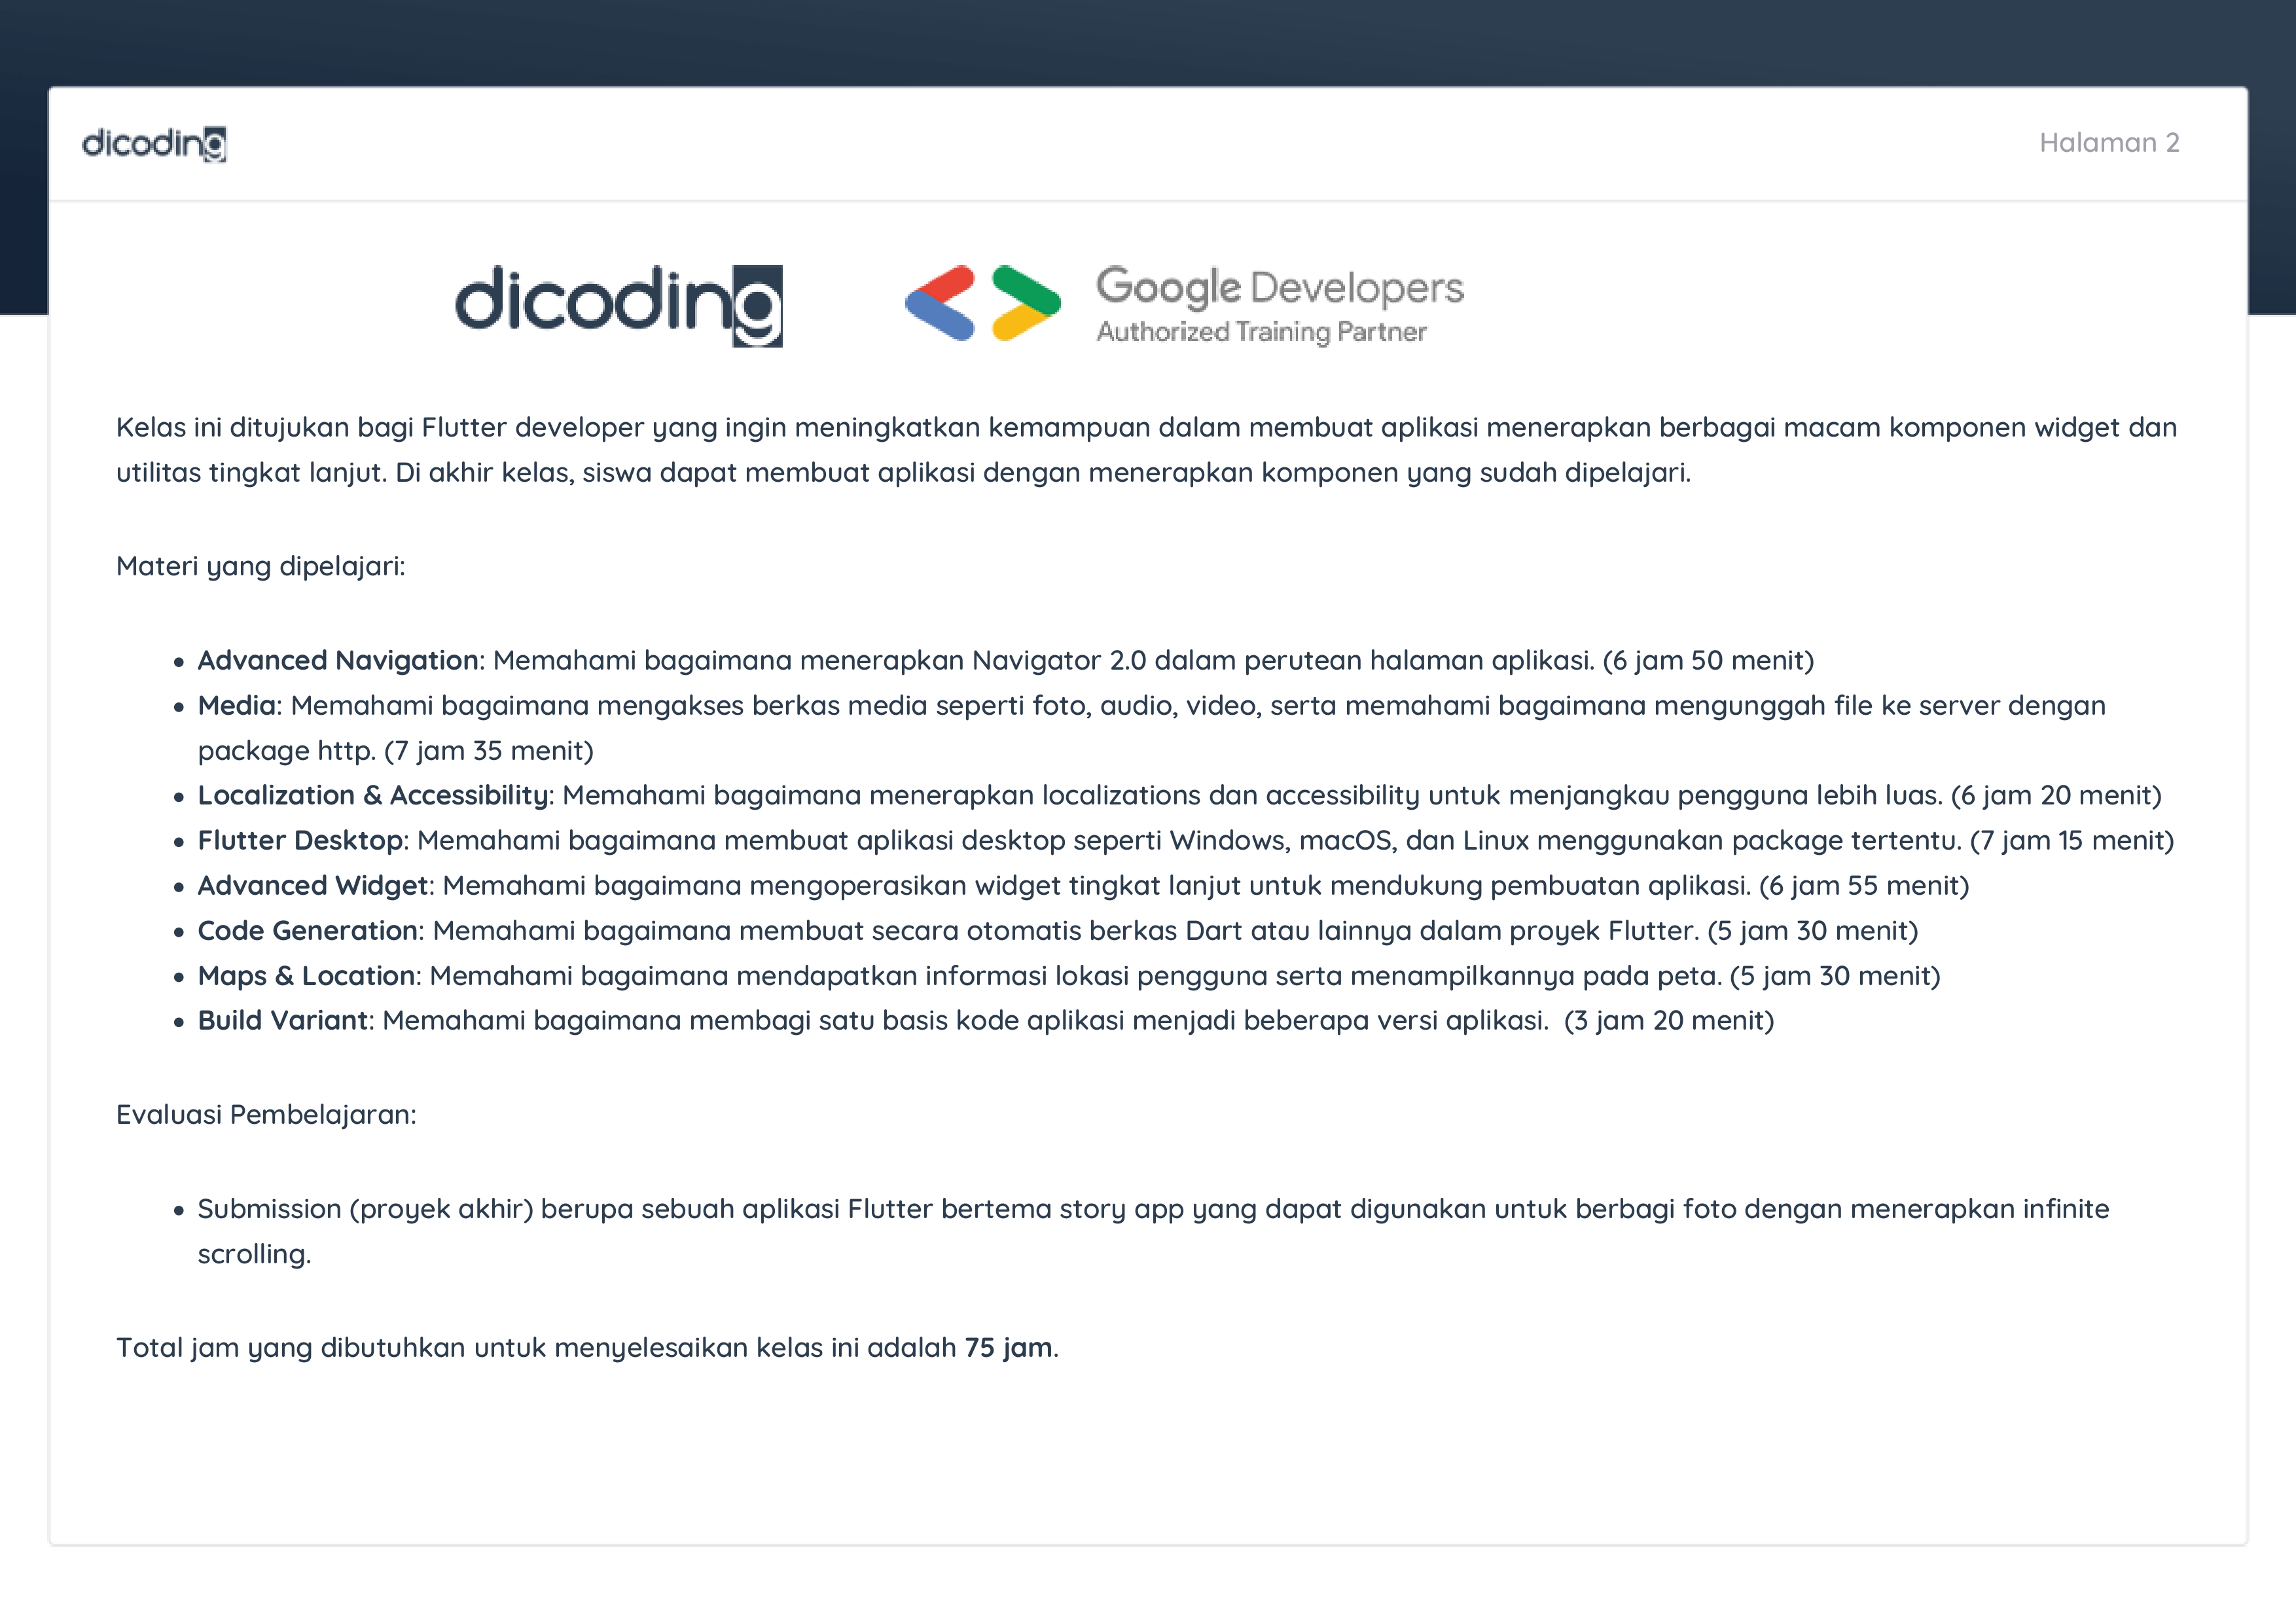 dicoding
Halaman 2
dicoding
Google Developers
Authorized Training Partner
Kelas ini ditujukan bagi Flutter developer yang ingin meningkatkan kemampuan dalam membuat aplikasi menerapkan berbagai macam komponen widget dan
utilitas tingkat lanjut. Di akhir kelas, siswa dapat membuat aplikasi dengan menerapkan komponen yang sudah dipelajari.
Materi yang dipelajari:
• Advanced Navigation: Memahami bagaimana menerapkan Navigator 2.0 dalam perutean halaman aplikasi. (6 jam 50 menit)
• Media: Memahami bagaimana mengakses berkas media seperti foto, audio, video, serta memahami bagaimana mengunggah file ke server dengan
package http. (7 jam 35 menit)
• Localization & Accessibility: Memahami bagaimana menerapkan localizations dan accessibility untuk menjangkau pengguna lebih luas. (6 jam 20 menit)
• Flutter Desktop: Memahami bagaimana membuat aplikasi desktop seperti Windows, macOS, dan Linux menggunakan package tertentu. (7 jam 15 menit)
• Advanced Widget: Memahami bagaimana mengoperasikan widget tingkat lanjut untuk mendukung pembuatan aplikasi. (6 jam 55 menit)
• Code Generation: Memahami bagaimana membuat secara otomatis berkas Dart atau lainnya dalam proyek Flutter. (5 jam 30 menit)
• Maps & Location: Memahami bagaimana mendapatkan informasi lokasi pengguna serta menampilkannya pada peta. (5 jam 30 menit)
• Build Variant: Memahami bagaimana membagi satu basis kode aplikasi menjadi beberapa versi aplikasi. (3 jam 20 menit)
Evaluasi Pembelajaran:
• Submission (proyek akhir) berupa sebuah aplikasi Flutter bertema story app yang dapat digunakan untuk berbagi foto dengan menerapkan infinite
scrolling.
Total jam yang dibutuhkan untuk menyelesaikan kelas ini adalah 75 jam.